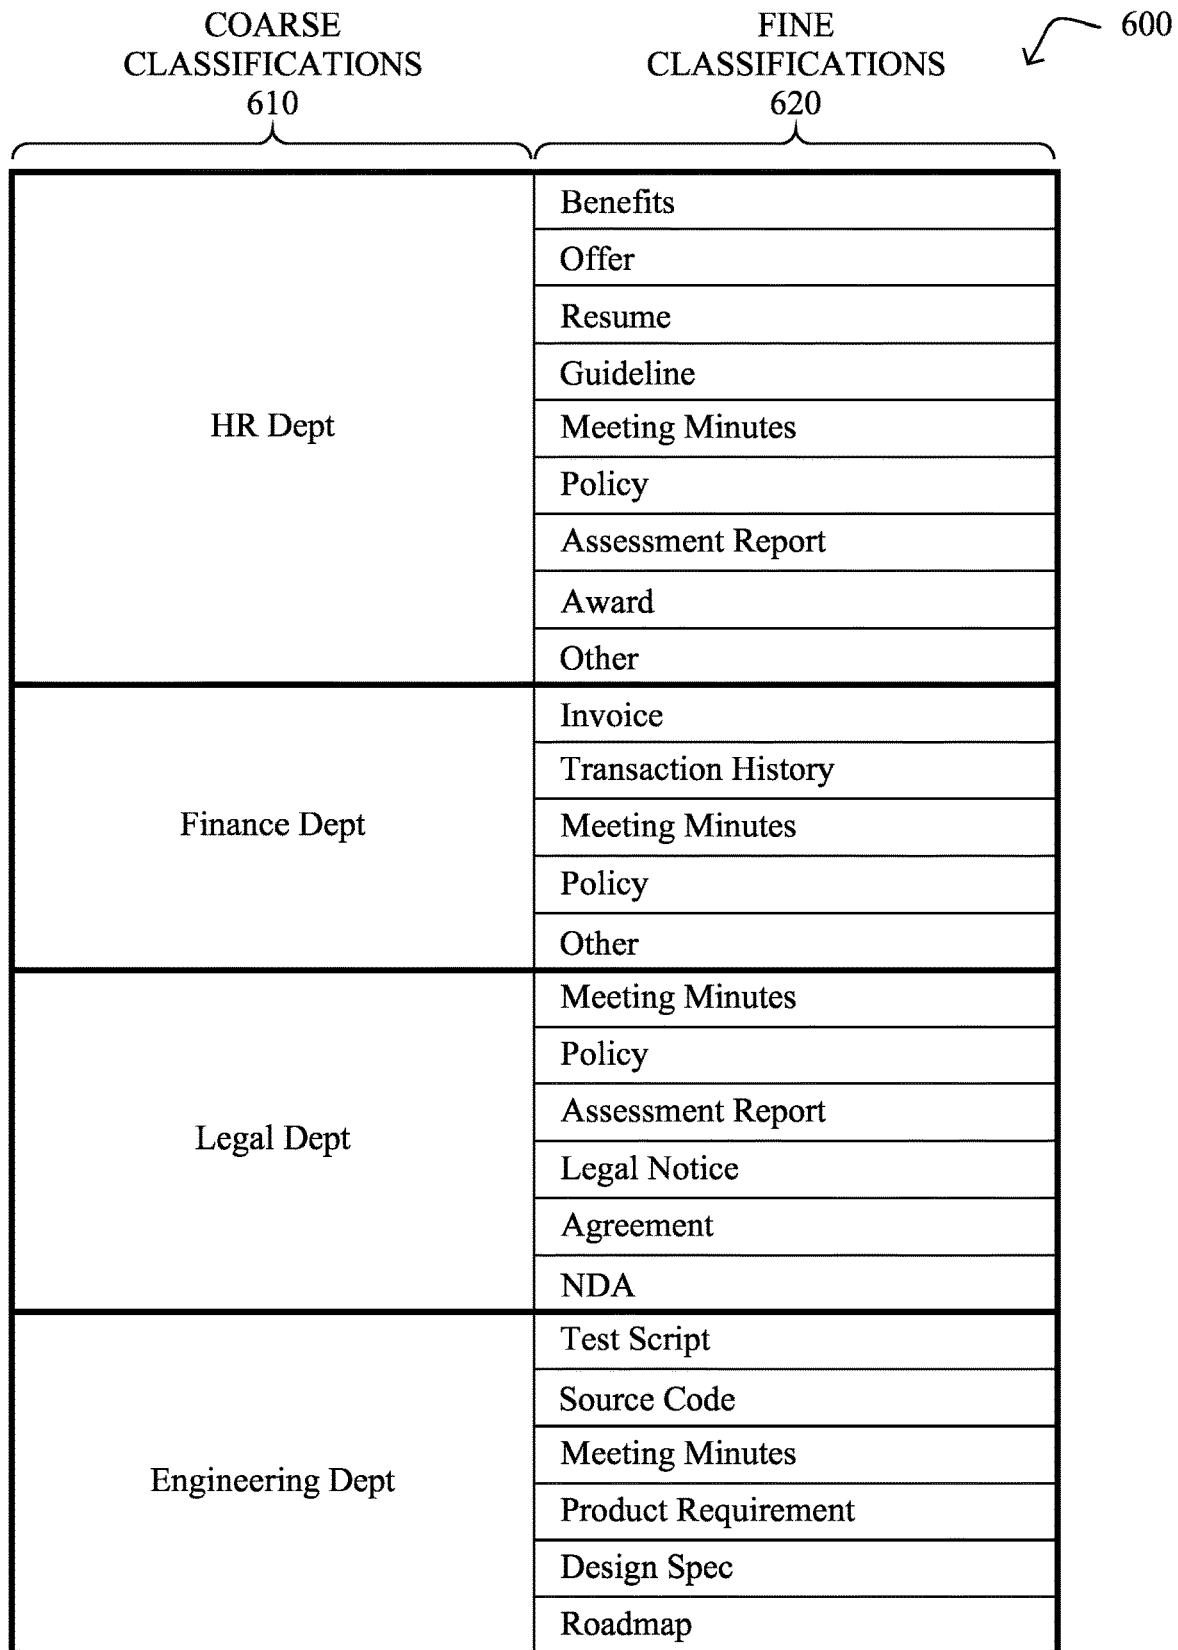 COARSE
CLASSIFICATIONS
610
FINE
CLASSIFICATIONS
620
600
HR Dept
Benefits
Offer
Resume
Guideline
Meeting Minutes
Policy
Assessment Report
Award
Other
Finance Dept
Invoice
Transaction History
Meeting Minutes
Policy
Other
Legal Dept
Meeting Minutes
Policy
Assessment Report
Legal Notice
Agreement
NDA
Engineering Dept
Test Script
Source Code
Meeting Minutes
Product Requirement
Design Spec
Roadmap